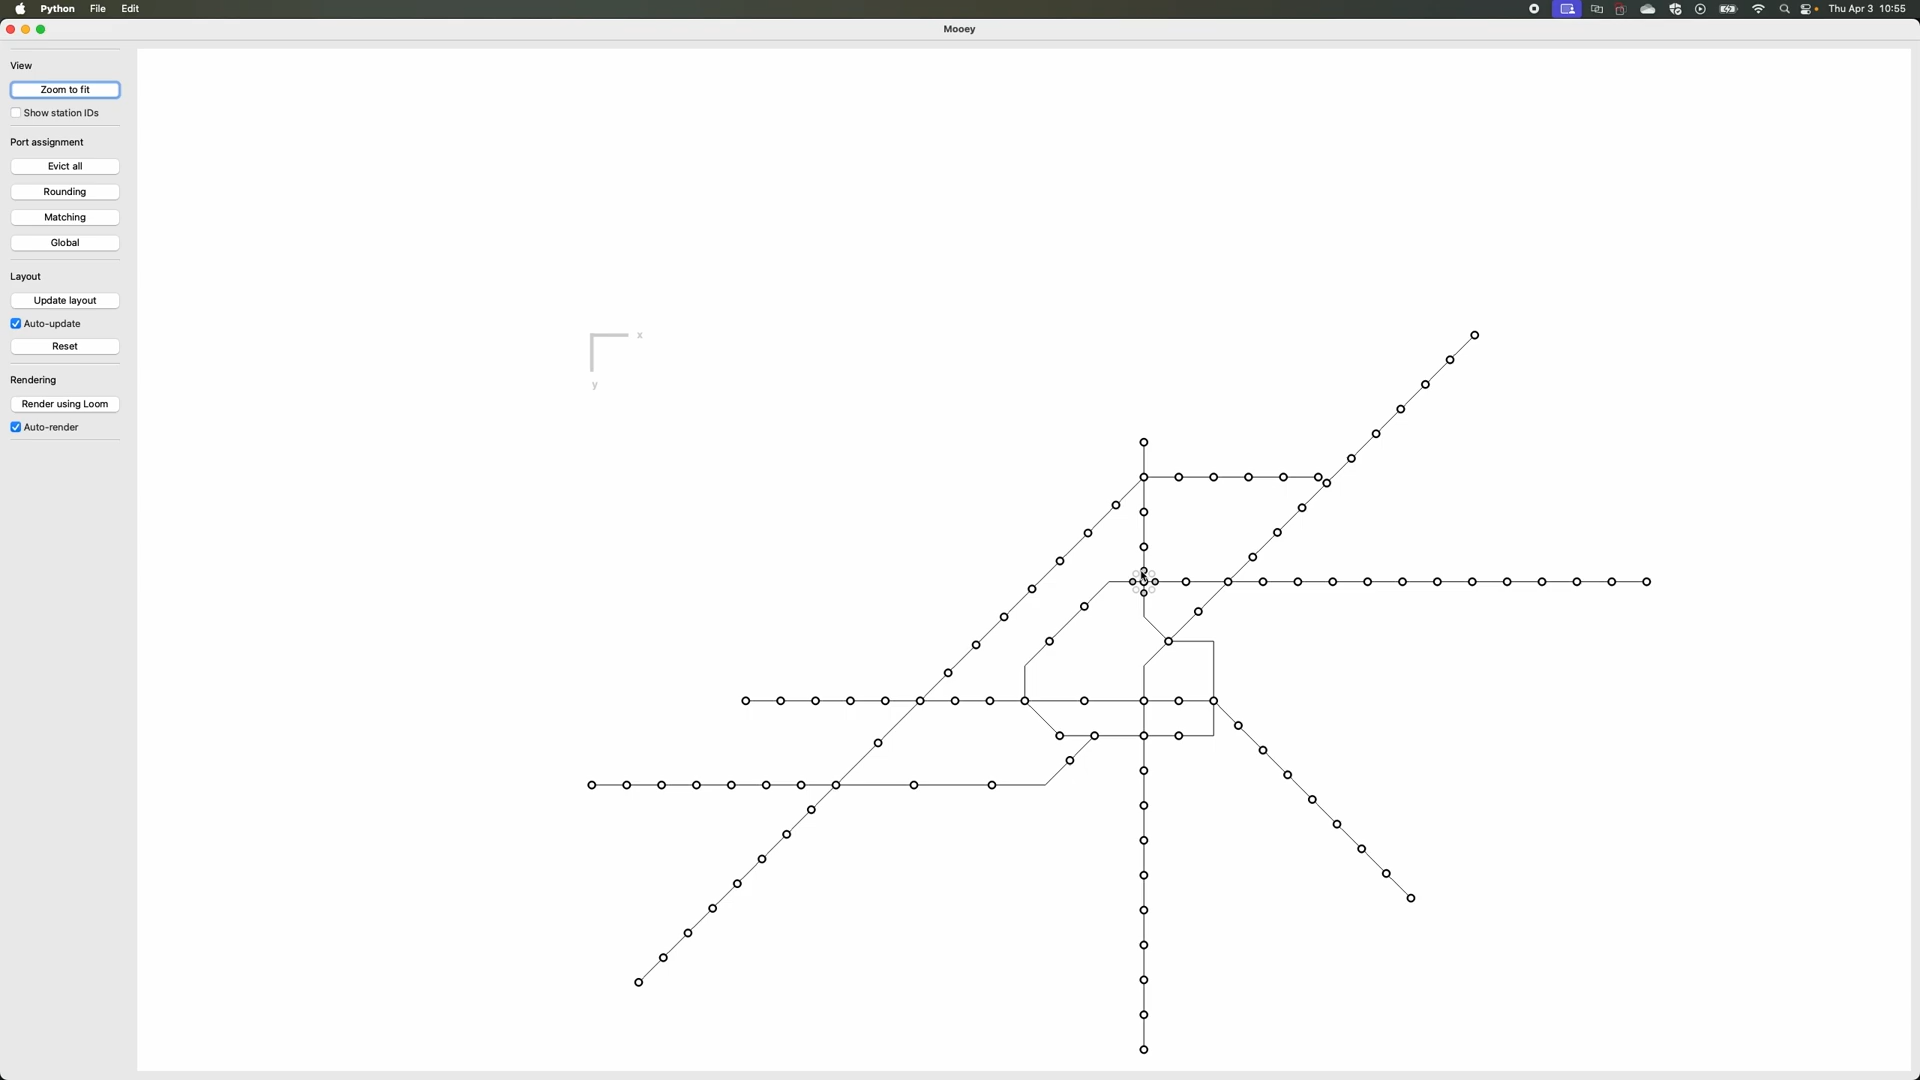 Python File Edit Thu Apr 3 10:55
Mooey
View
Zoom to fit
Show station IDs
Port assignment
Evict all
Rounding
Matching
Global
Layout
Update layout
Auto-update
Reset
Rendering
Render using Loom
Auto-render
x
y